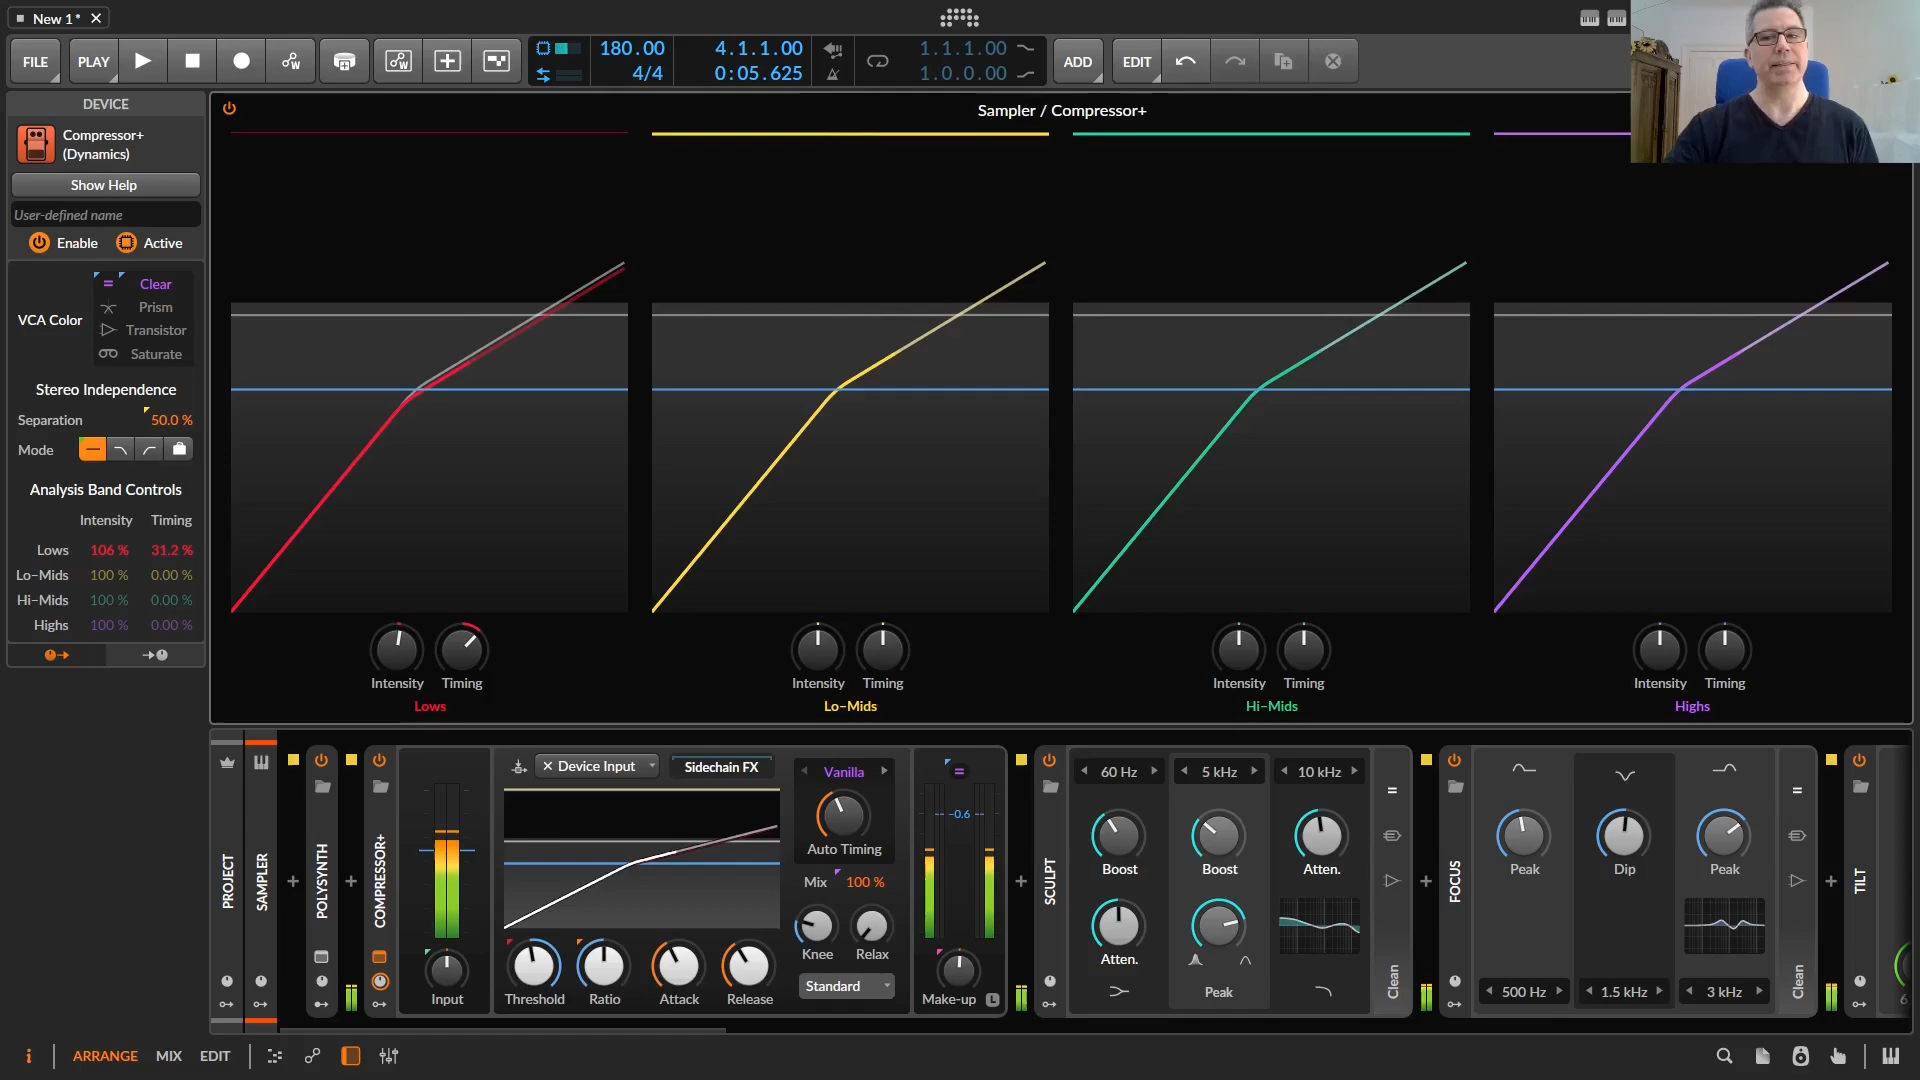 New 1*
FILE
PLAY
180.00
4/4
4.1.1.00
0:05.625
1.1.1.00
1.0.0.00
ADD
EDIT
DEVICE
Compressor+
(Dynamics)
Show Help
User-defined name
Enable
Active
VCA Color
Clear
Prism
Transistor
Saturate
Stereo Independence
Separation
50.0 %
Mode
Analysis Band Controls
Intensity Timing
Lows 106 % 31.2 %
Lo-Mids 100 % 0.00 %
Hi-Mids 100 % 0.00 %
Highs 100 % 0.00 %
Sampler / Compressor+
Intensity Timing
Lows
Intensity Timing
Lo-Mids
Intensity Timing
Hi-Mids
Intensity Timing
Highs
PROJECT
SAMPLER
POLYSYNTH
COMPRESSOR+
Input
Device Input
Sidechain FX
Threshold
Ratio
Attack
Release
Vanilla
Auto Timing
Mix 100 %
Knee
Relax
Standard
-0.6
Make-up
L
SCULPT
60 Hz
5 kHz
10 kHz
Boost
Boost
Atten.
Atten.
Peak
Clean
FOCUS
Peak
Dip
Peak
500 Hz
1.5 kHz
3 kHz
Clean
TILT
i
ARRANGE
MIX
EDIT